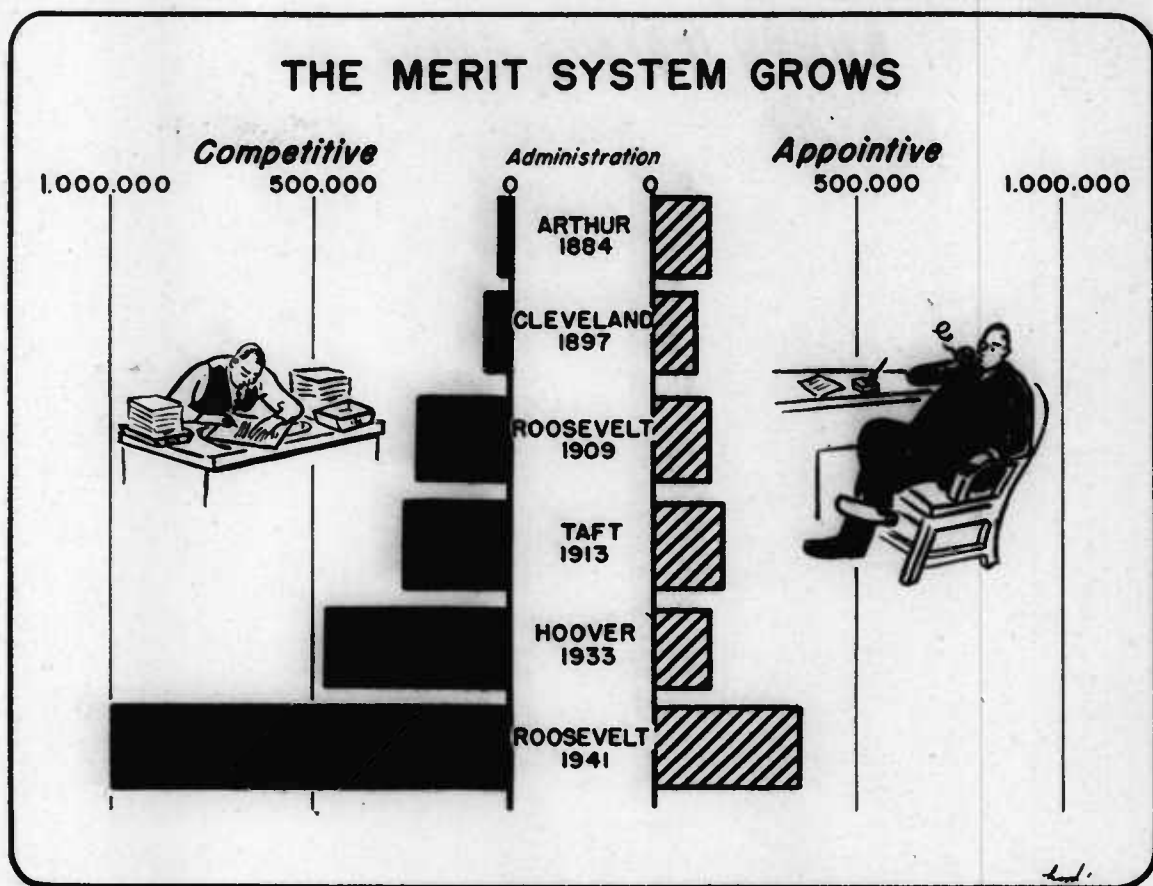 THE MERIT SYSTEM GROWS
Competitive Administration Appointive
1.000.000 500.000 0 0 500.000 1.000.000
ARTHUR
1884
CLEVELAND
1897
ROOSEVELT
1909
TAFT
1913
HOOVER
1933
ROOSEVELT
1941